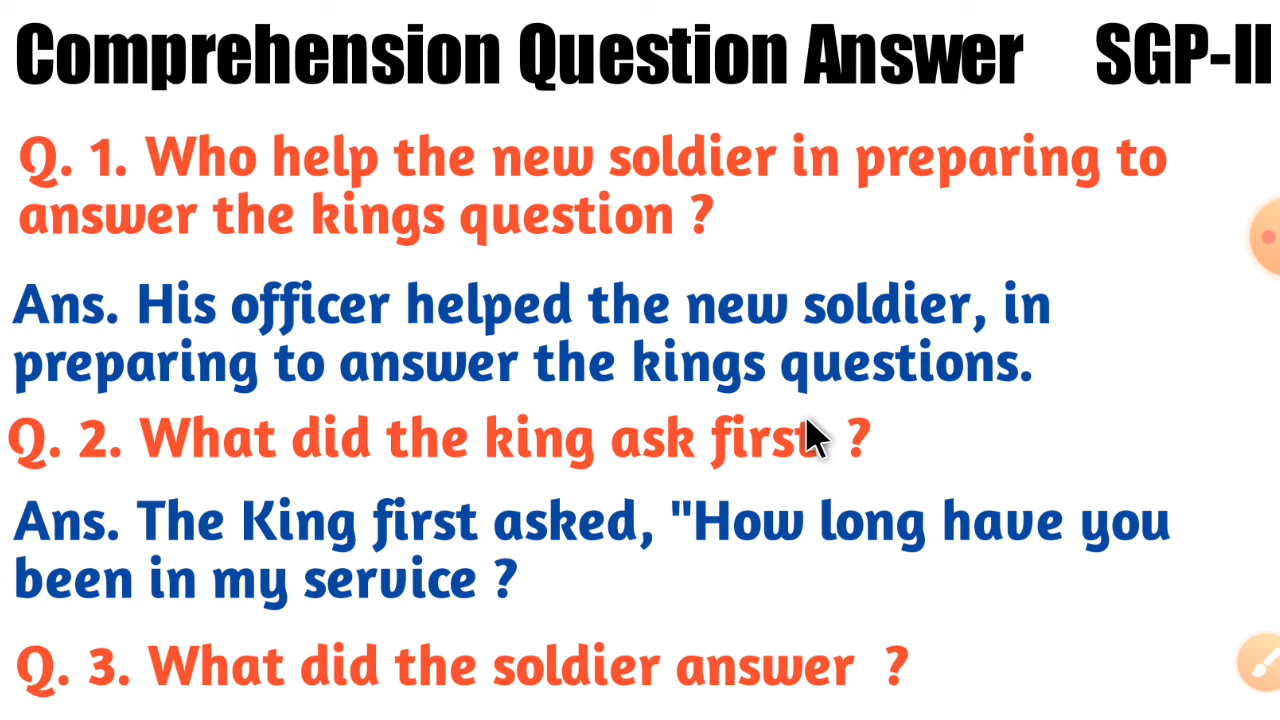 Comprehension Question Answer SGP-II
Q. 1. Who help the new soldier in preparing to
answer the kings question ?
Ans. His officer helped the new soldier, in
preparing to answer the kings questions.
Q. 2. What did the king ask first ?
Ans. The King first asked, "How long have you
been in my service ?
Q. 3. What did the soldier answer ?